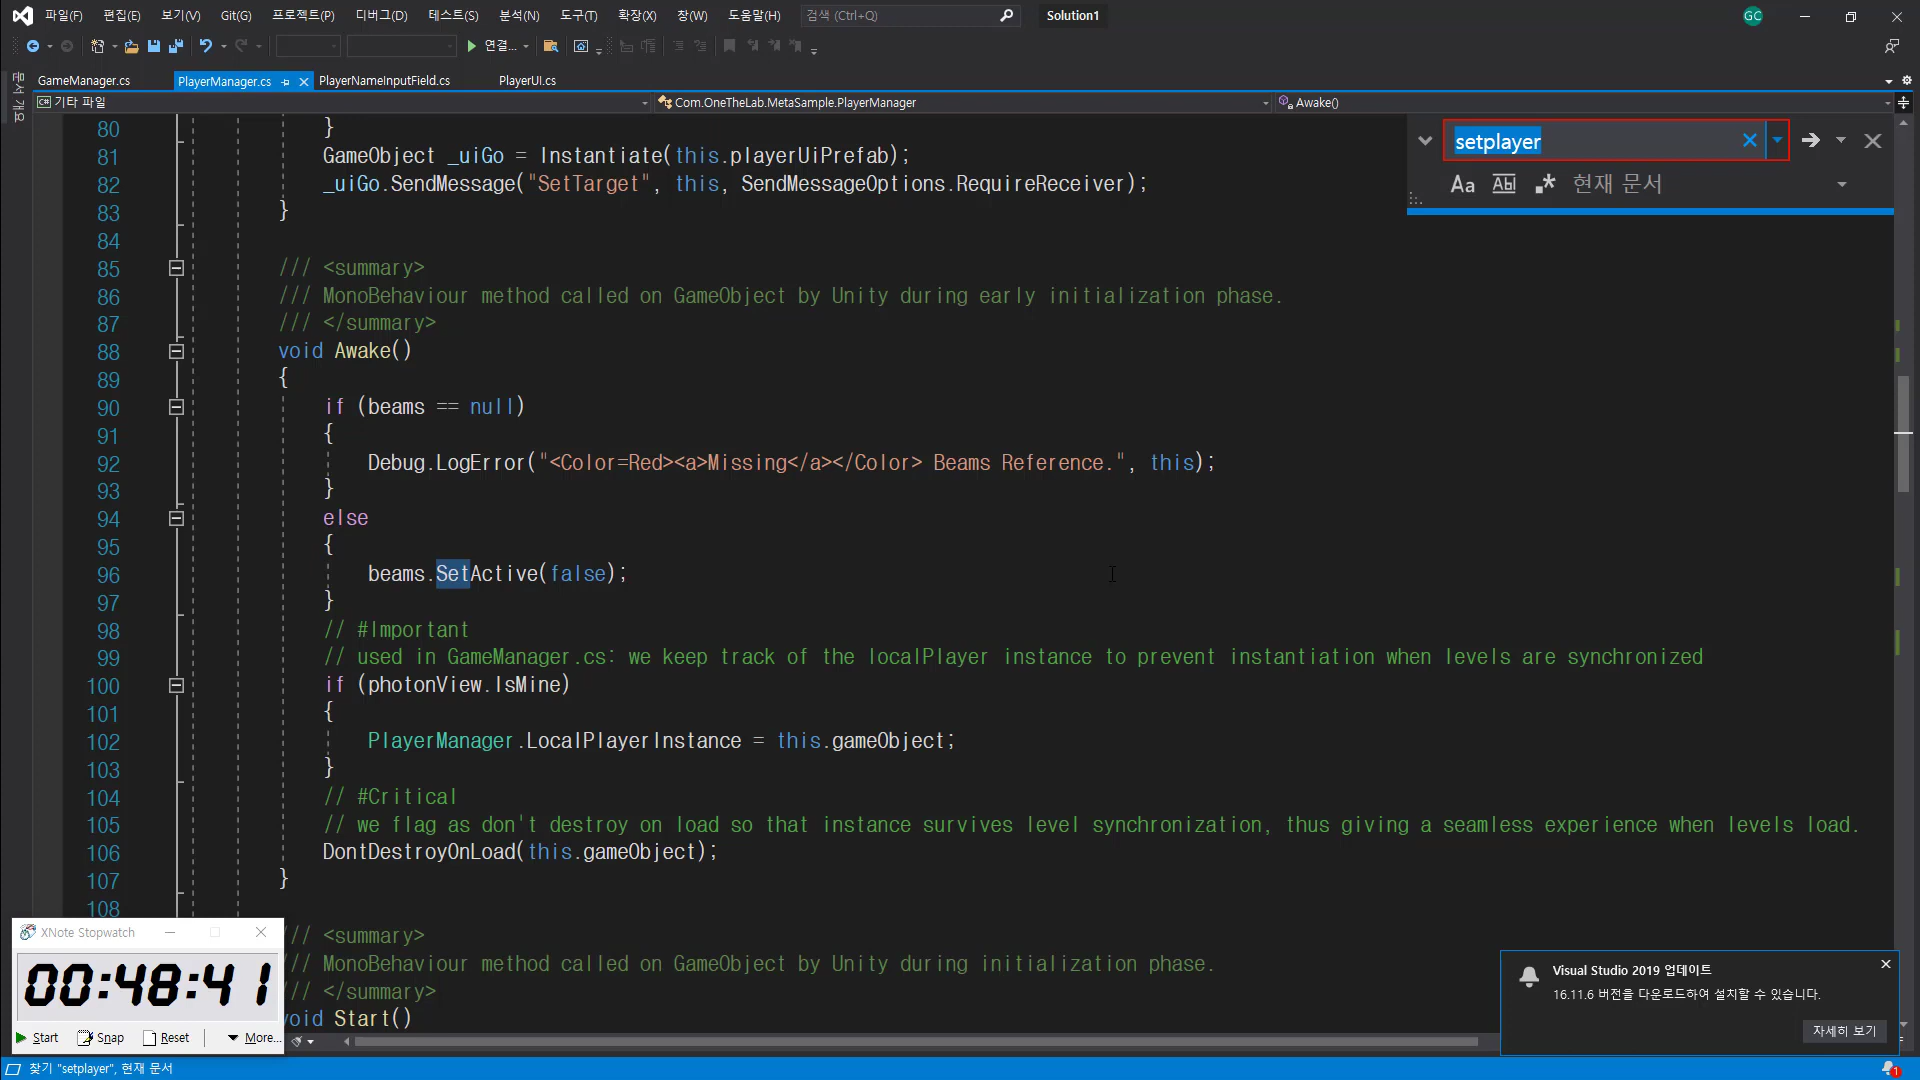 파일(F) 편집(E) 보기(V) Git(G) 프로젝트(P) 디버그(D) 테스트(S) 분석(N) 도구(T) 확장(X) 창(W) 도움말(H) 검색 (Ctrl+Q) Solution1 GC
연결...
문서 개요
GameManager.cs PlayerManager.cs PlayerNameInputField.cs PlayerUI.cs
C# 기타 파일 Com.OneTheLab.MetaSample.PlayerManager Awake()
setplayer
Aa Abl .* 현재 문서
80 }
81 GameObject _uiGo = Instantiate(this.playerUiPrefab);
82 _uiGo.SendMessage("SetTarget", this, SendMessageOptions.RequireReceiver);
83 }
84
85 /// <summary>
86 /// MonoBehaviour method called on GameObject by Unity during early initialization phase.
87 /// </summary>
88 void Awake()
89 {
90 if (beams == null)
91 {
92 Debug.LogError("<Color=Red><a>Missing</a></Color> Beams Reference.", this);
93 }
94 else
95 {
96 beams.SetActive(false);
97 }
98 // #Important
99 // used in GameManager.cs: we keep track of the localPlayer instance to prevent instantiation when levels are synchronized
100 if (photonView.IsMine)
101 {
102 PlayerManager.LocalPlayerInstance = this.gameObject;
103 }
104 // #Critical
105 // we flag as don't destroy on load so that instance survives level synchronization, thus giving a seamless experience when levels load.
106 DontDestroyOnLoad(this.gameObject);
107 }
108
/// <summary>
/// MonoBehaviour method called on GameObject by Unity during initialization phase.
/// </summary>
void Start()
XNote Stopwatch
00:48:41
Start Snap Reset More...
Visual Studio 2019 업데이트
16.11.6 버전을 다운로드하여 설치할 수 있습니다.
자세히 보기
찾기 "setplayer", 현재 문서
1